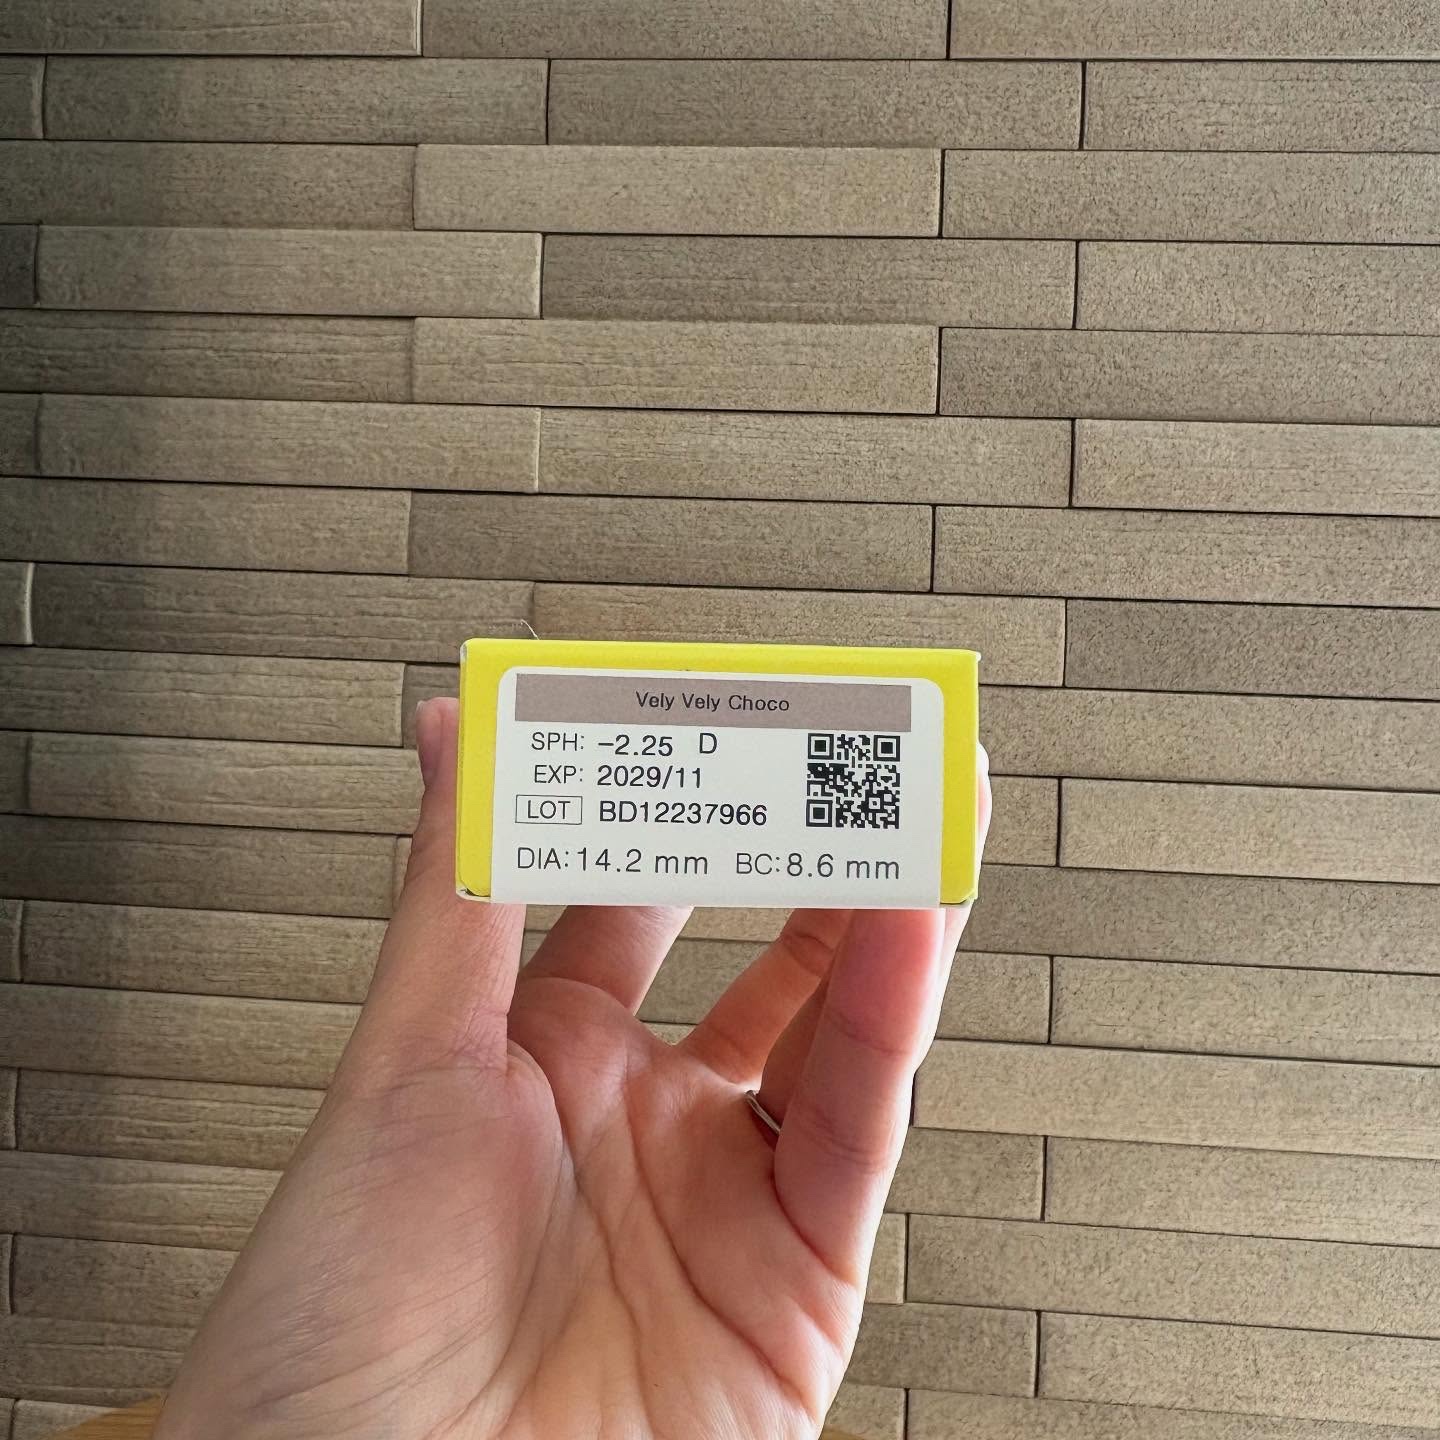 Vely Vely Choco
SPH: -2.25 D
EXP: 2029/11
LOT BD12237966
DIA:14.2 mm BC:8.6 mm